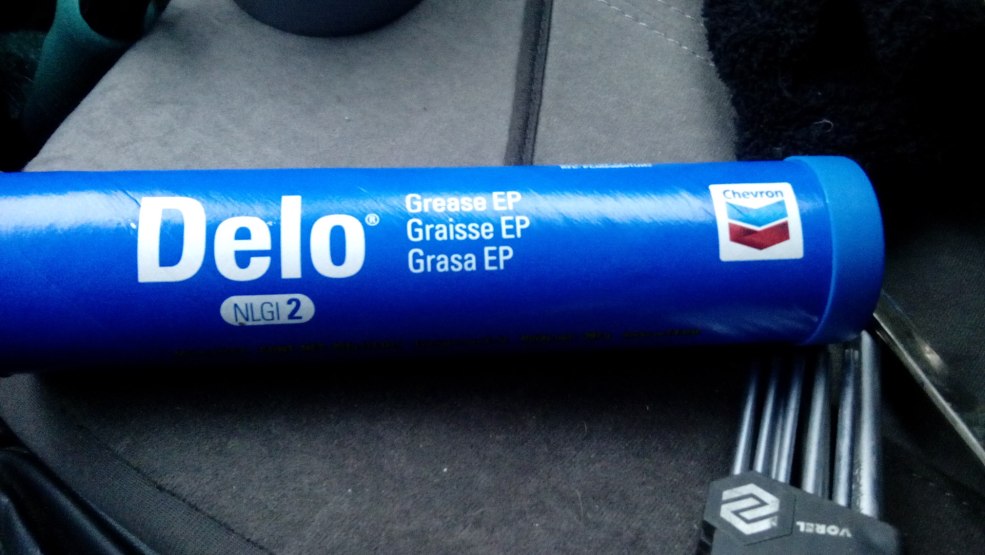 Delo®
Grease EP
Graisse EP
Grasa EP
NLGI 2
Chevron
VOREL